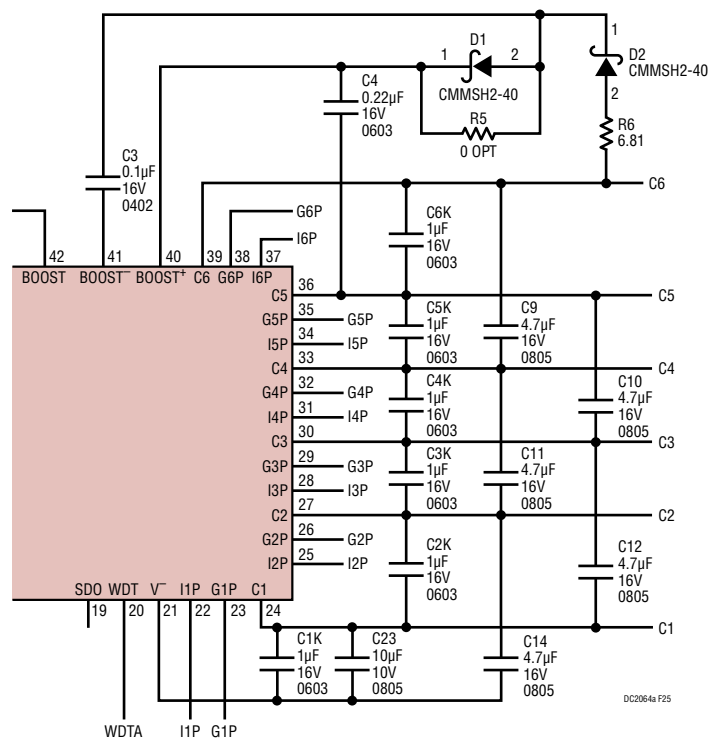 D1
1
2
CMMSH2-40
R5
0 OPT
1
D2
CMMSH2-40
2
R6
6.81
C4
0.22µF
16V
0603
C3
0.1µF
16V
0402
C6
G6P
I6P
42
41
40
39
38
37
BOOST
BOOST–
BOOST+
C6
G6P
I6P
C6K
1µF
16V
0603
C5
36
C5
G5P
35
G5P
I5P
34
I5P
C5K
1µF
16V
0603
C9
4.7µF
16V
0805
C4
33
C4
G4P
32
G4P
I4P
31
I4P
C4K
1µF
16V
0603
C10
4.7µF
16V
0805
C3
30
C3
G3P
29
G3P
I3P
28
I3P
C3K
1µF
16V
0603
C11
4.7µF
16V
0805
C2
27
C2
G2P
26
G2P
I2P
25
I2P
C2K
1µF
16V
0603
C12
4.7µF
16V
0805
SDO
WDT
V–
I1P
G1P
C1
19
20
21
22
23
24
C1
C1K
1µF
16V
0603
C23
10µF
10V
0805
C14
4.7µF
16V
0805
WDTA
I1P
G1P
DC2064a F25